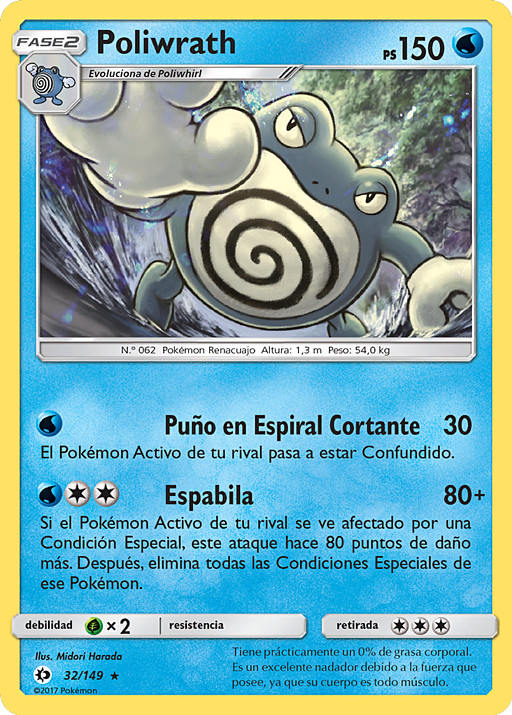 FASE2 Poliwrath PS150
Evoluciona de Poliwhirl
N.º 062 Pokémon Renacuajo Altura: 1,3 m Peso: 54,0 kg
Puño en Espiral Cortante 30
El Pokémon Activo de tu rival pasa a estar Confundido.
Espabila 80+
Si el Pokémon Activo de tu rival se ve afectado por una
Condición Especial, este ataque hace 80 puntos de daño
más. Después, elimina todas las Condiciones Especiales de
ese Pokémon.
debilidad ×2 resistencia retirada
Ilus. Midori Harada
32/149 ★
©2017 Pokémon
Tiene prácticamente un 0% de grasa corporal.
Es un excelente nadador debido a la fuerza que
posee, ya que su cuerpo es todo músculo.